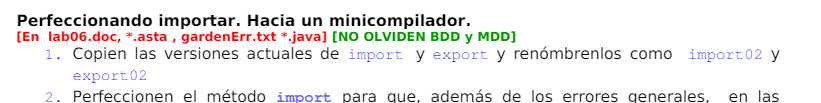 Perfeccionando importar. Hacia un minicompilador.
[En lab06.doc, *.asta , gardenErr.txt *.java] [NO OLVIDEN BDD y MDD]
1. Copien las versiones actuales de import y export y renómbrenlos como import02 y
export02
2. Perfeccionen el método import para que, además de los errores generales, en las